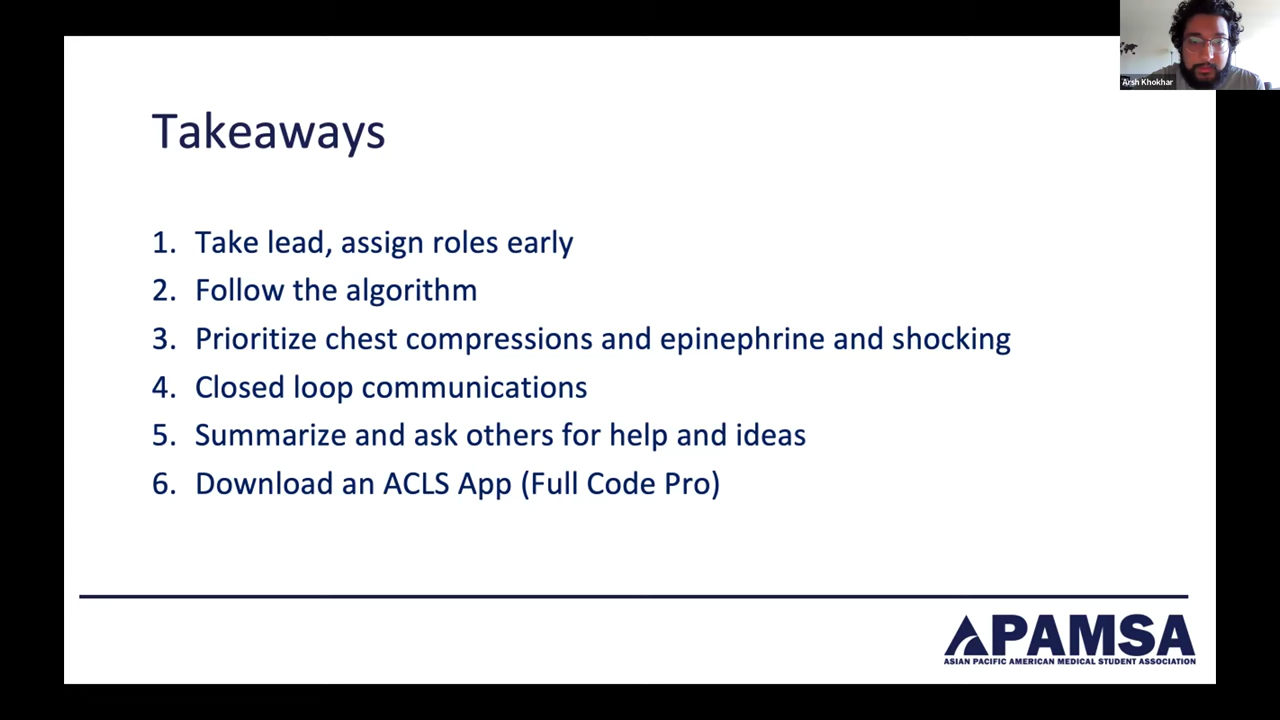 Arsh Khokhar
Takeaways
1. Take lead, assign roles early
2. Follow the algorithm
3. Prioritize chest compressions and epinephrine and shocking
4. Closed loop communications
5. Summarize and ask others for help and ideas
6. Download an ACLS App (Full Code Pro)
APAMSA
ASIAN PACIFIC AMERICAN MEDICAL STUDENT ASSOCIATION